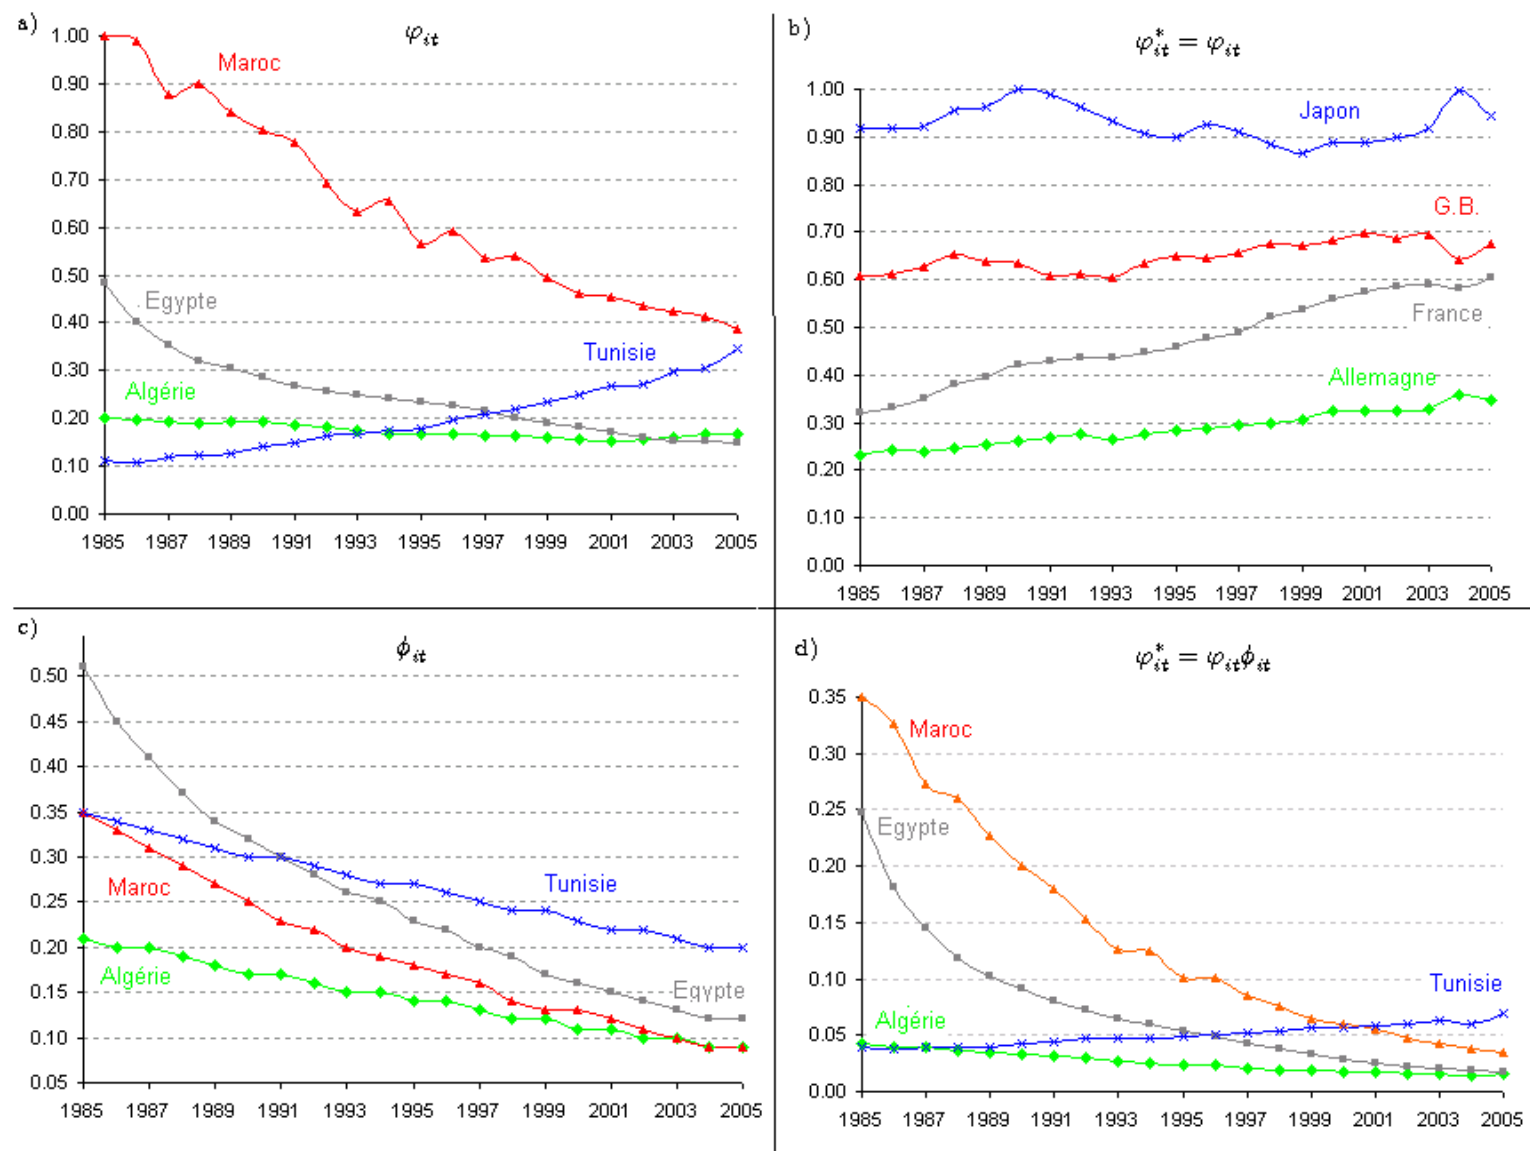 a)
φit
1.00
0.90
0.80
0.70
0.60
0.50
0.40
0.30
0.20
0.10
0.00
Maroc
Egypte
Algérie
Tunisie
1985 1987 1989 1991 1993 1995 1997 1999 2001 2003 2005
b)
φ*it = φit
1.00
0.90
0.80
0.70
0.60
0.50
0.40
0.30
0.20
0.10
0.00
Japon
G.B.
France
Allemagne
1985 1987 1989 1991 1993 1995 1997 1999 2001 2003 2005
c)
ϕit
0.50
0.45
0.40
0.35
0.30
0.25
0.20
0.15
0.10
0.05
Maroc
Tunisie
Algérie
Egypte
1985 1987 1989 1991 1993 1995 1997 1999 2001 2003 2005
d)
φ*it = φitϕit
0.35
0.30
0.25
0.20
0.15
0.10
0.05
0.00
Maroc
Egypte
Tunisie
Algérie
1985 1987 1989 1991 1993 1995 1997 1999 2001 2003 2005